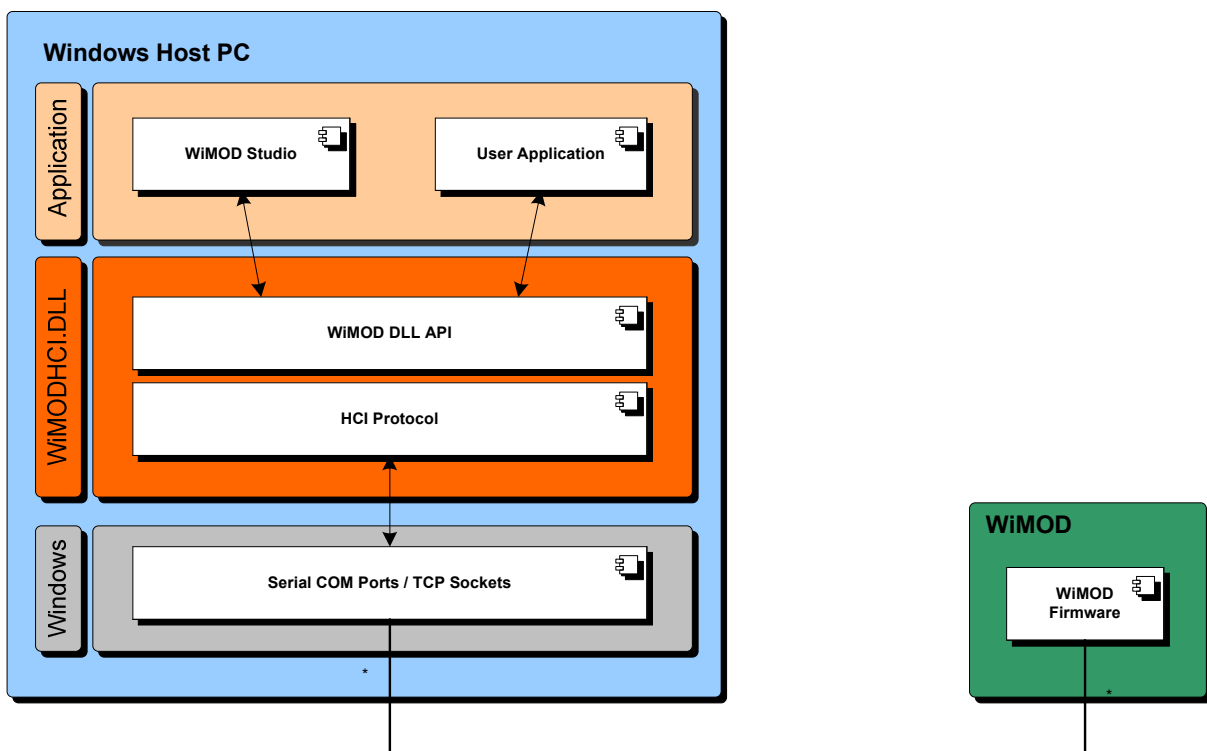 Windows Host PC
Application
WiMOD Studio
User Application
WiMODHCI.DLL
WiMOD DLL API
HCI Protocol
Windows
Serial COM Ports / TCP Sockets
*
WiMOD
WiMOD
Firmware
*